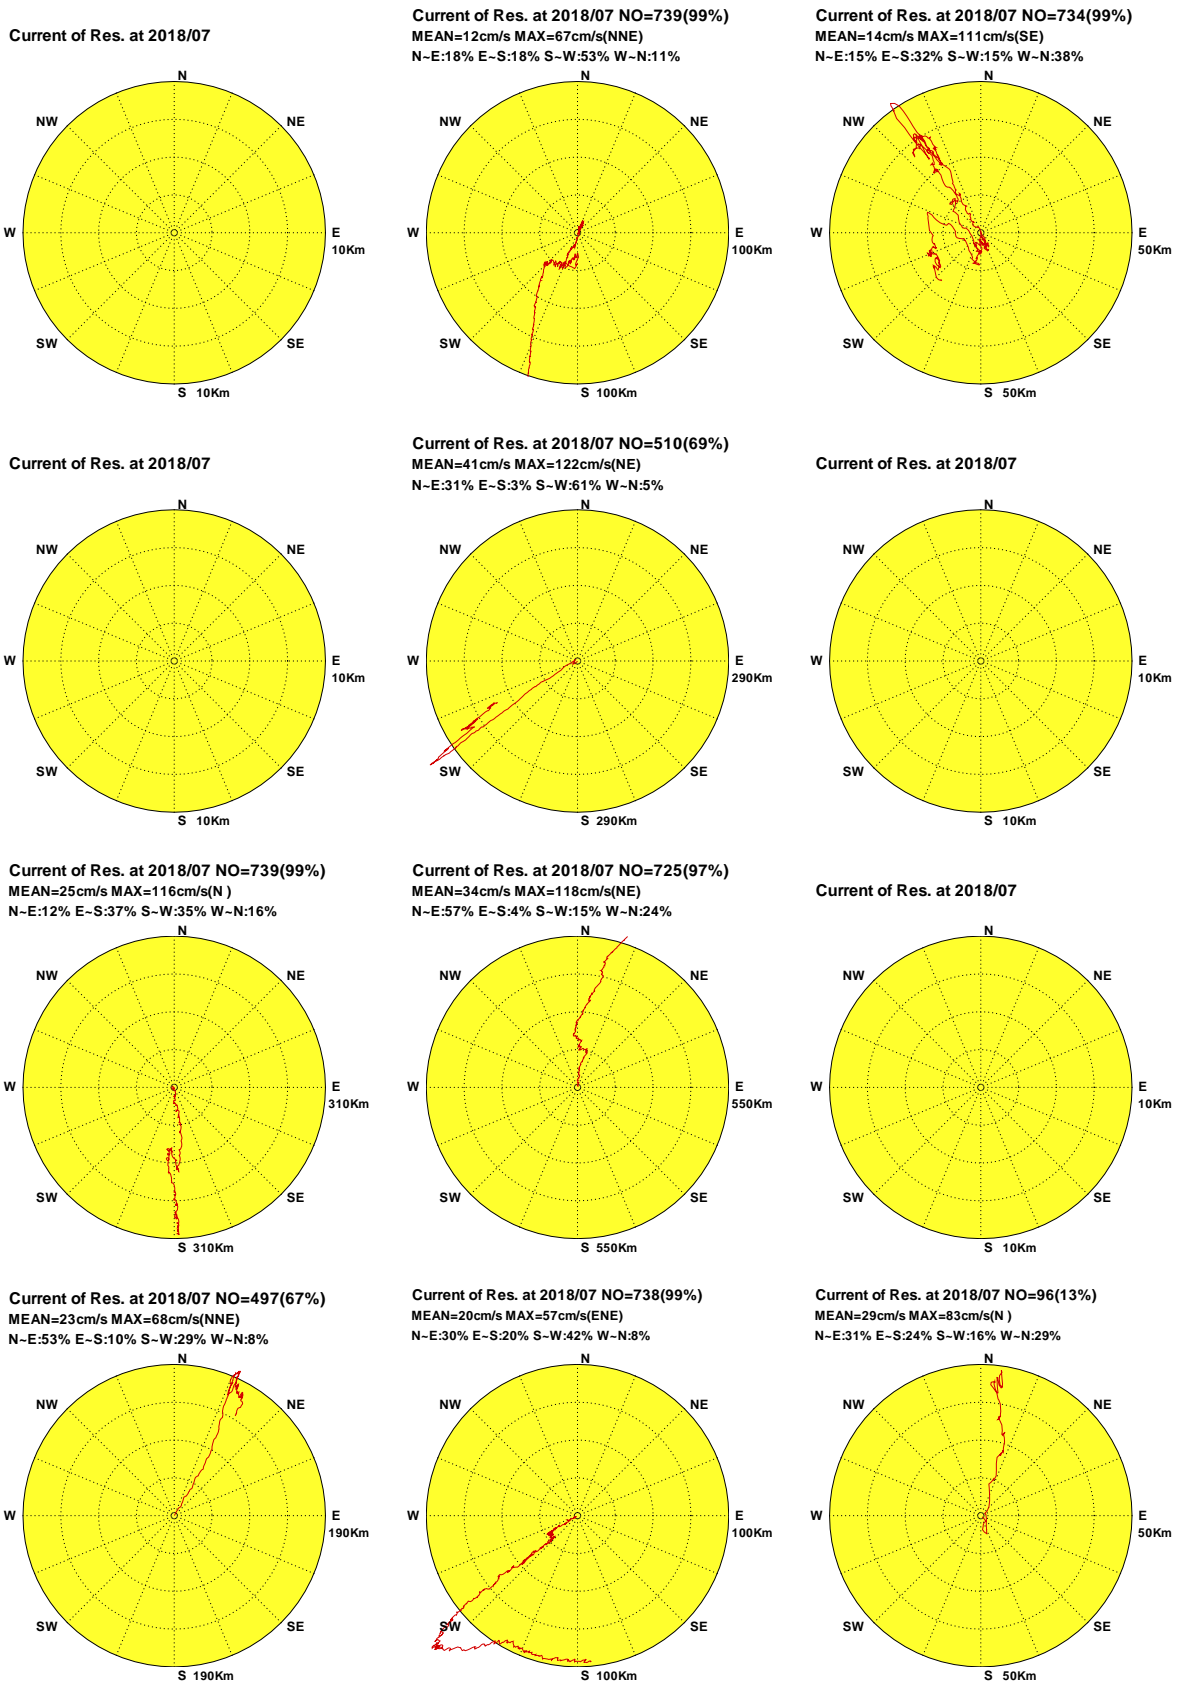 Current of Res. at 2018/07
N
NW
NE
W
E
10Km
SW
SE
S 10Km
Current of Res. at 2018/07 NO=739(99%)
MEAN=12cm/s MAX=67cm/s(NNE)
N~E:18% E~S:18% S~W:53% W~N:11%
N
NW
NE
W
E
100Km
SW
SE
S 100Km
Current of Res. at 2018/07 NO=734(99%)
MEAN=14cm/s MAX=111cm/s(SE)
N~E:15% E~S:32% S~W:15% W~N:38%
N
NW
NE
W
E
50Km
SW
SE
S 50Km
Current of Res. at 2018/07
N
NW
NE
W
E
10Km
SW
SE
S 10Km
Current of Res. at 2018/07 NO=510(69%)
MEAN=41cm/s MAX=122cm/s(NE)
N~E:31% E~S:3% S~W:61% W~N:5%
N
NW
NE
W
E
290Km
SW
SE
S 290Km
Current of Res. at 2018/07
N
NW
NE
W
E
10Km
SW
SE
S 10Km
Current of Res. at 2018/07 NO=739(99%)
MEAN=25cm/s MAX=116cm/s(N )
N~E:12% E~S:37% S~W:35% W~N:16%
N
NW
NE
W
E
310Km
SW
SE
S 310Km
Current of Res. at 2018/07 NO=725(97%)
MEAN=34cm/s MAX=118cm/s(NE)
N~E:57% E~S:4% S~W:15% W~N:24%
N
NW
NE
W
E
550Km
SW
SE
S 550Km
Current of Res. at 2018/07
N
NW
NE
W
E
10Km
SW
SE
S 10Km
Current of Res. at 2018/07 NO=497(67%)
MEAN=23cm/s MAX=68cm/s(NNE)
N~E:53% E~S:10% S~W:29% W~N:8%
N
NW
NE
W
E
190Km
SW
SE
S 190Km
Current of Res. at 2018/07 NO=738(99%)
MEAN=20cm/s MAX=57cm/s(ENE)
N~E:30% E~S:20% S~W:42% W~N:8%
N
NW
NE
W
E
100Km
SW
SE
S 100Km
Current of Res. at 2018/07 NO=96(13%)
MEAN=29cm/s MAX=83cm/s(N )
N~E:31% E~S:24% S~W:16% W~N:29%
N
NW
NE
W
E
50Km
SW
SE
S 50Km